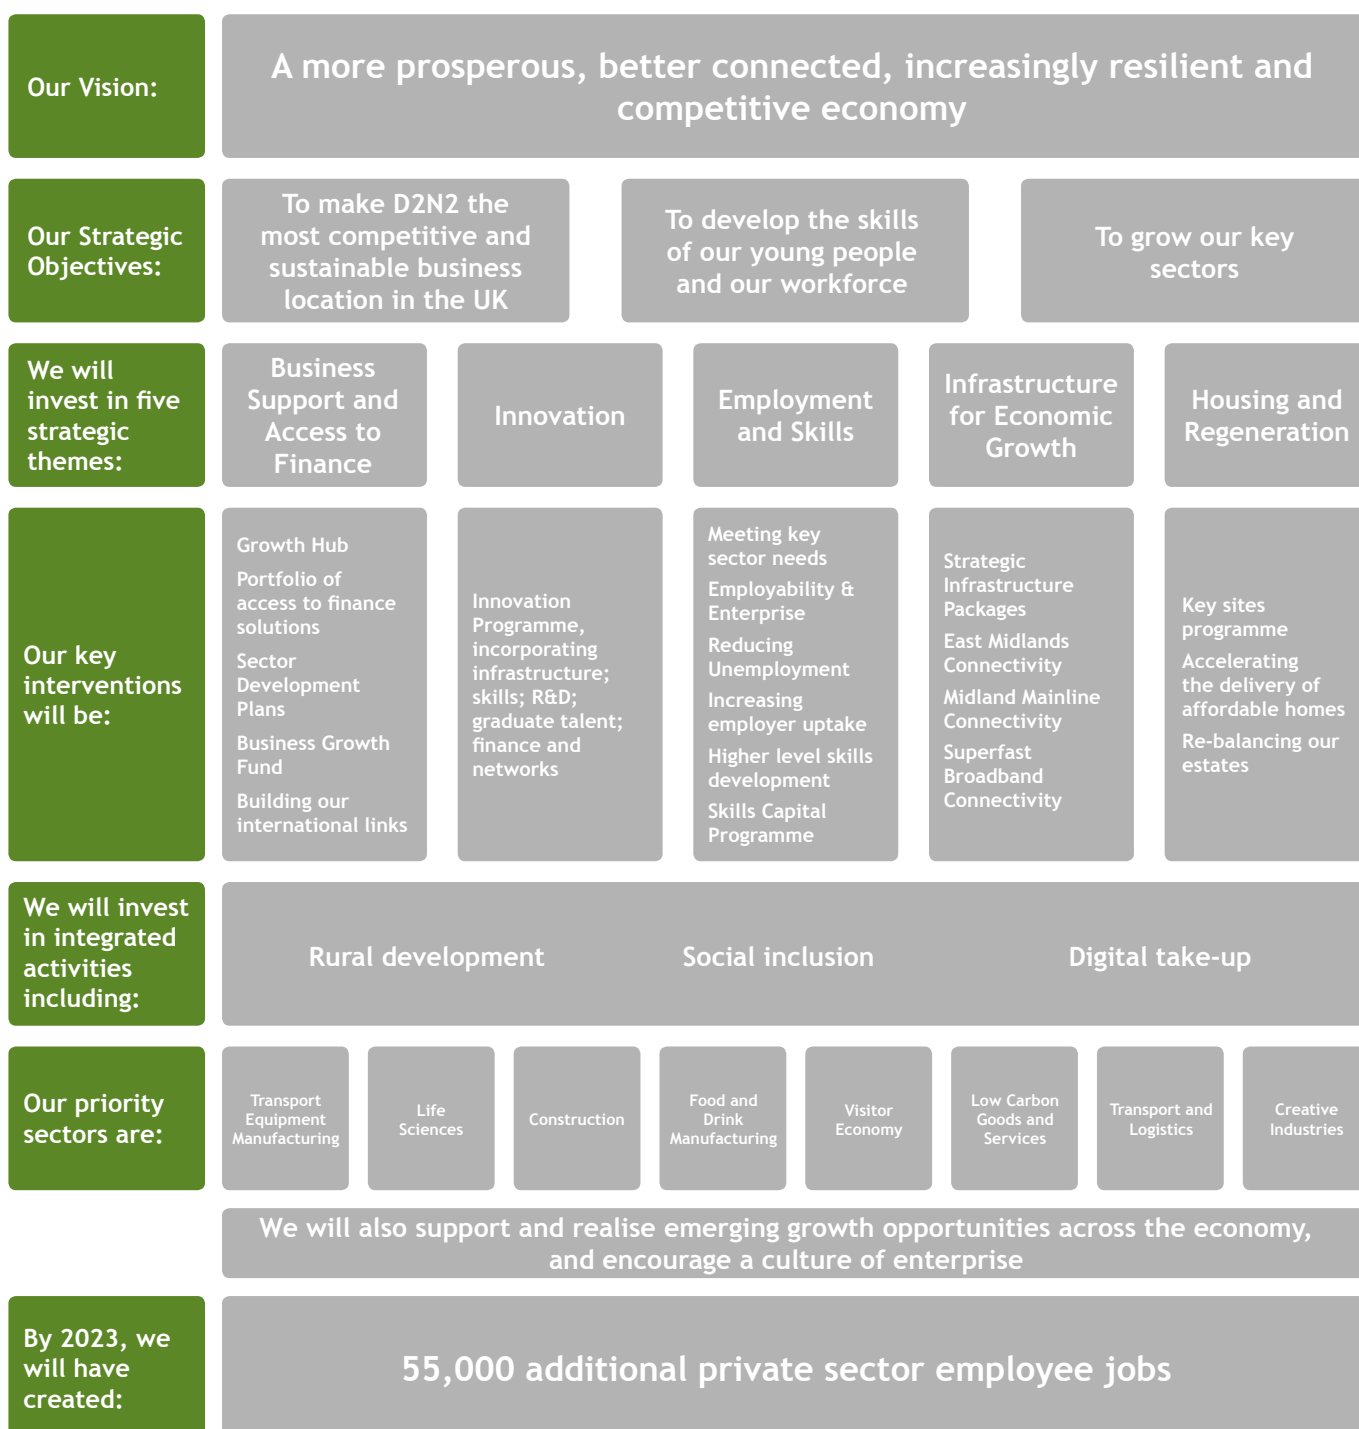 Our Vision:
A more prosperous, better connected, increasingly resilient and
competitive economy
Our Strategic
Objectives:
To make D2N2 the
most competitive and
sustainable business
location in the UK
To develop the skills
of our young people
and our workforce
To grow our key
sectors
We will
invest in five
strategic
themes:
Business
Support and
Access to
Finance
Innovation
Employment
and Skills
Infrastructure
for Economic
Growth
Housing and
Regeneration
Our key
interventions
will be:
Growth Hub
Portfolio of
access to finance
solutions
Sector
Development
Plans
Business Growth
Fund
Building our
international links
Innovation
Programme,
incorporating
infrastructure;
skills; R&D;
graduate talent;
finance and
networks
Meeting key
sector needs
Employability &
Enterprise
Reducing
Unemployment
Increasing
employer uptake
Higher level skills
development
Skills Capital
Programme
Strategic
Infrastructure
Packages
East Midlands
Connectivity
Midland Mainline
Connectivity
Superfast
Broadband
Connectivity
Key sites
programme
Accelerating
the delivery of
affordable homes
Re-balancing our
estates
We will invest
in integrated
activities
including:
Rural development
Social inclusion
Digital take-up
Our priority
sectors are:
Transport
Equipment
Manufacturing
Life
Sciences
Construction
Food and
Drink
Manufacturing
Visitor
Economy
Low Carbon
Goods and
Services
Transport and
Logistics
Creative
Industries
We will also support and realise emerging growth opportunities across the economy,
and encourage a culture of enterprise
By 2023, we
will have
created:
55,000 additional private sector employee jobs